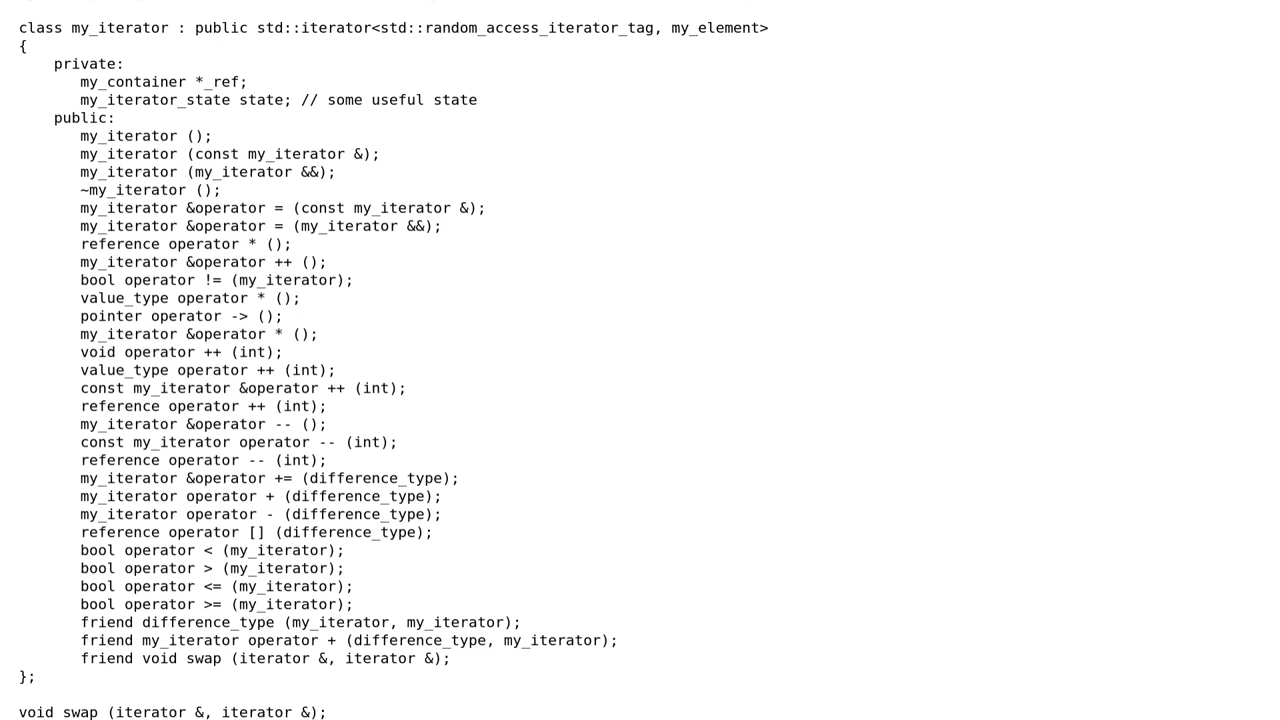 class my_iterator : public std::iterator<std::random_access_iterator_tag, my_element>
{
    private:
       my_container *_ref;
       my_iterator_state state; // some useful state
    public:
       my_iterator ();
       my_iterator (const my_iterator &);
       my_iterator (my_iterator &&);
       ~my_iterator ();
       my_iterator &operator = (const my_iterator &);
       my_iterator &operator = (my_iterator &&);
       reference operator * ();
       my_iterator &operator ++ ();
       bool operator != (my_iterator);
       value_type operator * ();
       pointer operator -> ();
       my_iterator &operator * ();
       void operator ++ (int);
       value_type operator ++ (int);
       const my_iterator &operator ++ (int);
       reference operator ++ (int);
       my_iterator &operator -- ();
       const my_iterator operator -- (int);
       reference operator -- (int);
       my_iterator &operator += (difference_type);
       my_iterator operator + (difference_type);
       my_iterator operator - (difference_type);
       reference operator [] (difference_type);
       bool operator < (my_iterator);
       bool operator > (my_iterator);
       bool operator <= (my_iterator);
       bool operator >= (my_iterator);
       friend difference_type (my_iterator, my_iterator);
       friend my_iterator operator + (difference_type, my_iterator);
       friend void swap (iterator &, iterator &);
};

void swap (iterator &, iterator &);